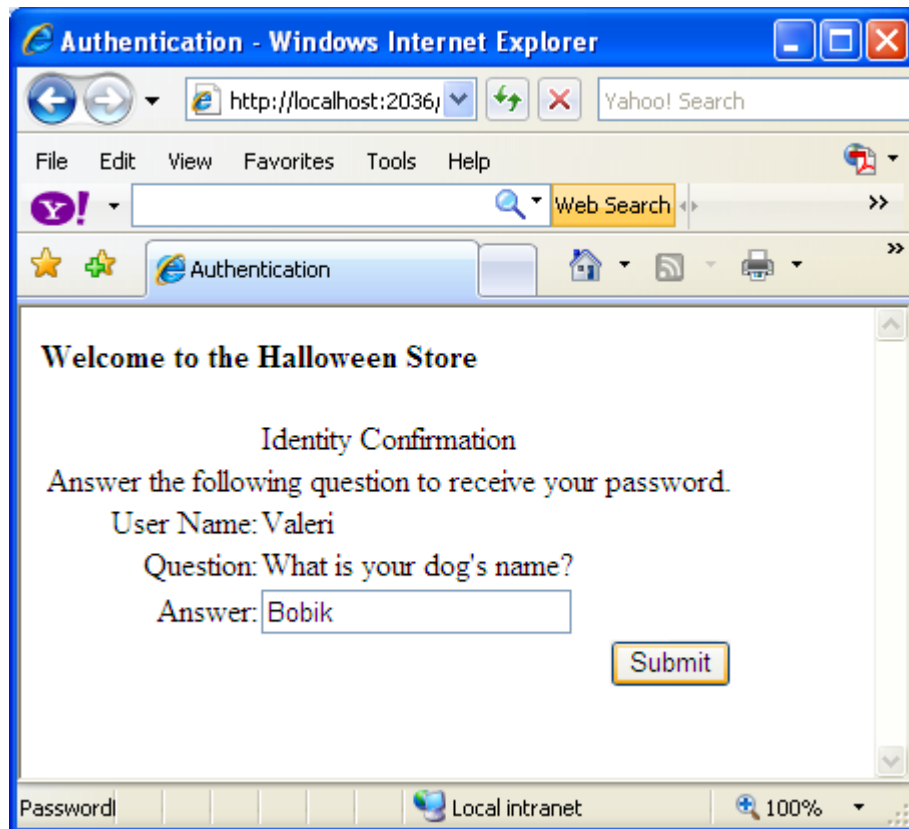 Authentication - Windows Internet Explorer
http://localhost:2036/
Yahoo! Search
File Edit View Favorites Tools Help
Y! Web Search »
Authentication »
Welcome to the Halloween Store
Identity Confirmation
Answer the following question to receive your password.
User Name: Valeri
Question: What is your dog's name?
Answer: Bobik
Submit
Password Local intranet 100%